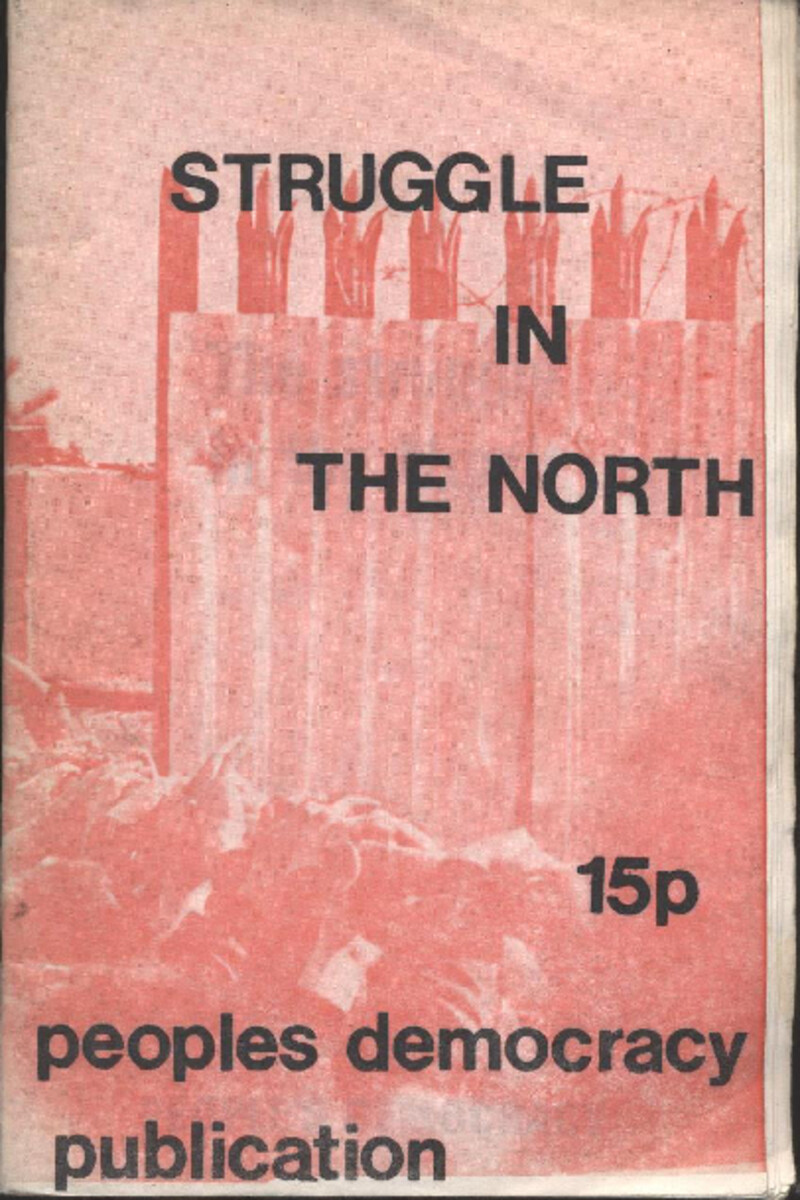 STRUGGLE
IN
THE NORTH
15p
peoples democracy
publication